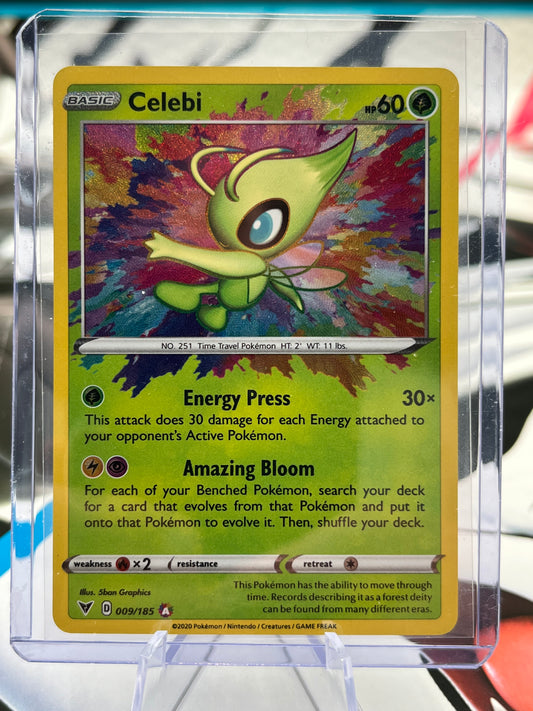 BASIC Celebi HP 60
NO. 251 Time Travel Pokémon HT: 2' WT: 11 lbs.
Energy Press 30×
This attack does 30 damage for each Energy attached to
your opponent's Active Pokémon.
Amazing Bloom
For each of your Benched Pokémon, search your deck
for a card that evolves from that Pokémon and put it
onto that Pokémon to evolve it. Then, shuffle your deck.
weakness ×2 resistance retreat
Illus. 5ban Graphics
This Pokémon has the ability to move through
time. Records describing it as a forest deity
can be found from many different eras.
D 009/185 A
©2020 Pokémon / Nintendo / Creatures / GAME FREAK